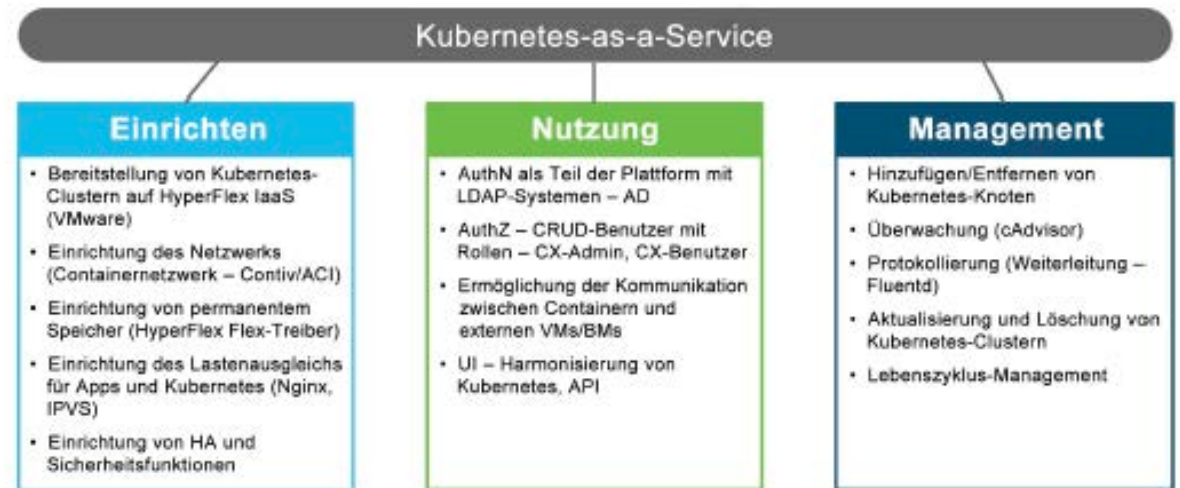 Kubernetes-as-a-Service
Einrichten
• Bereitstellung von Kubernetes-
Clustern auf HyperFlex IaaS
(VMware)
• Einrichtung des Netzwerks
(Containernetzwerk – Contiv/ACI)
• Einrichtung von permanentem
Speicher (HyperFlex Flex-Treiber)
• Einrichtung des Lastenausgleichs
für Apps und Kubernetes (Nginx,
IPVS)
• Einrichtung von HA und
Sicherheitsfunktionen
Nutzung
• AuthN als Teil der Plattform mit
LDAP-Systemen – AD
• AuthZ – CRUD-Benutzer mit
Rollen – CX-Admin, CX-Benutzer
• Ermöglichung der Kommunikation
zwischen Containern und
externen VMs/BMs
• UI – Harmonisierung von
Kubernetes, API
Management
• Hinzufügen/Entfernen von
Kubernetes-Knoten
• Überwachung (cAdvisor)
• Protokollierung (Weiterleitung –
Fluentd)
• Aktualisierung und Löschung von
Kubernetes-Clustern
• Lebenszyklus-Management